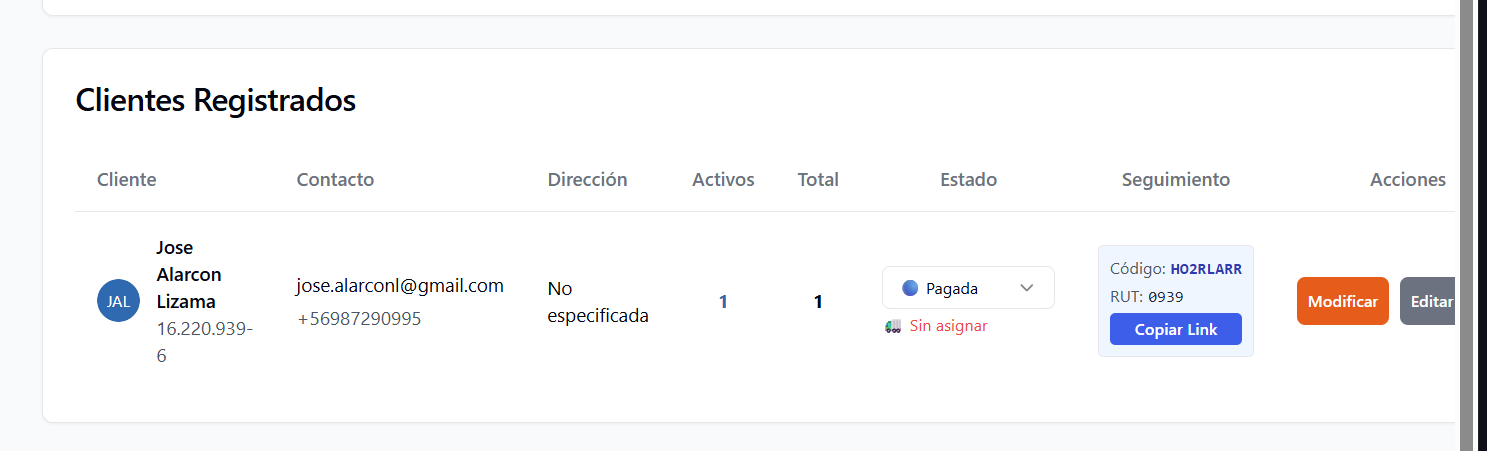 Clientes Registrados
Cliente Contacto Dirección Activos Total Estado Seguimiento Acciones
JAL
Jose
Alarcon
Lizama
16.220.939-
6
jose.alarconl@gmail.com
+56987290995
No
especificada
1
1
Pagada
Sin asignar
Código: HO2RLARR
RUT: 0939
Copiar Link
Modificar
Editar